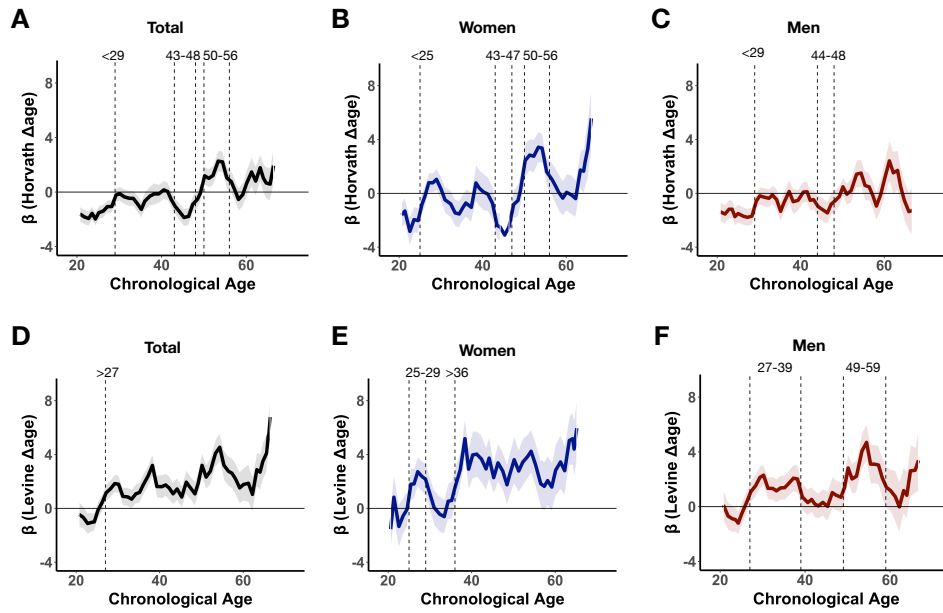 A
Total
<29 43-48 50-56
β (Horvath Δage)
8
4
0
-4
20 40 60
Chronological Age
B
Women
<25 43-47 50-56
β (Horvath Δage)
8
4
0
-4
20 40 60
Chronological Age
C
Men
<29 44-48
β (Horvath Δage)
8
4
0
-4
20 40 60
Chronological Age
D
Total
>27
β (Levine Δage)
8
4
0
-4
20 40 60
Chronological Age
E
Women
25-29 >36
β (Levine Δage)
8
4
0
-4
20 40 60
Chronological Age
F
Men
27-39 49-59
β (Levine Δage)
8
4
0
-4
20 40 60
Chronological Age